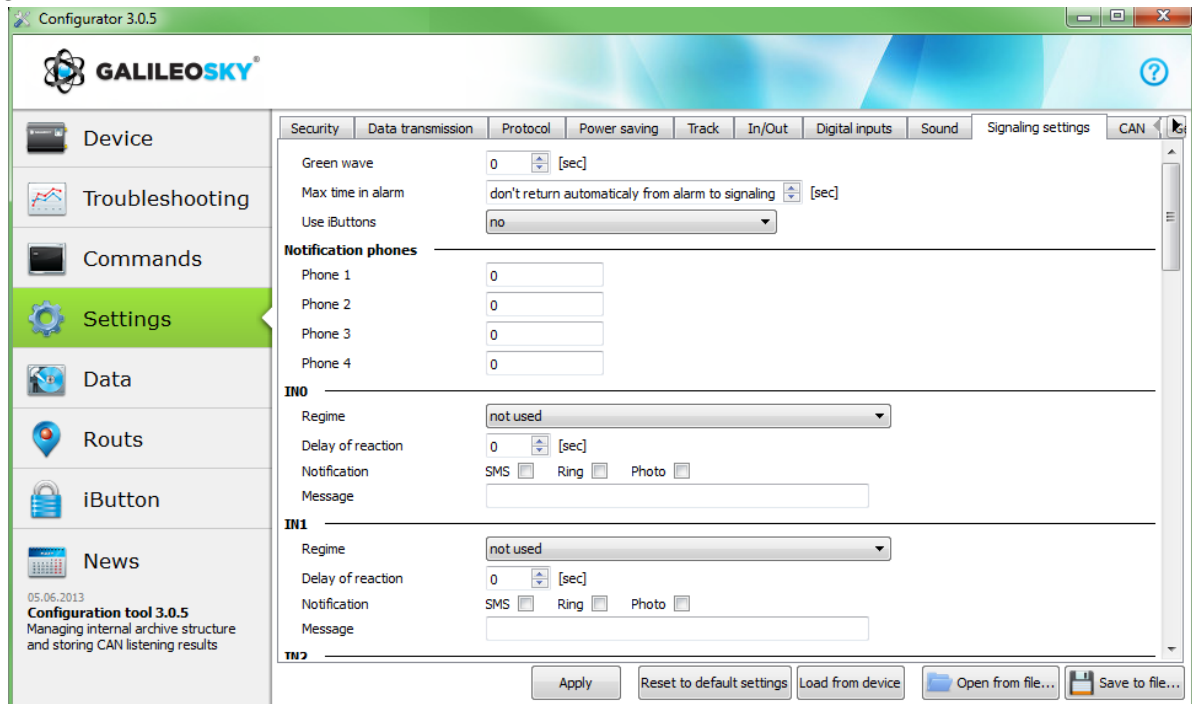 Configurator 3.0.5
GALILEOSKY®
Device
Troubleshooting
Commands
Settings
Data
Routs
iButton
News
05.06.2013
Configuration tool 3.0.5
Managing internal archive structure
and storing CAN listening results
Security Data transmission Protocol Power saving Track In/Out Digital inputs Sound Signaling settings CAN
Green wave 0 [sec]
Max time in alarm don't return automaticaly from alarm to signaling [sec]
Use iButtons no
Notification phones
Phone 1 0
Phone 2 0
Phone 3 0
Phone 4 0
IN0
Regime not used
Delay of reaction 0 [sec]
Notification SMS Ring Photo
Message
IN1
Regime not used
Delay of reaction 0 [sec]
Notification SMS Ring Photo
Message
IN2
Apply Reset to default settings Load from device Open from file... Save to file...